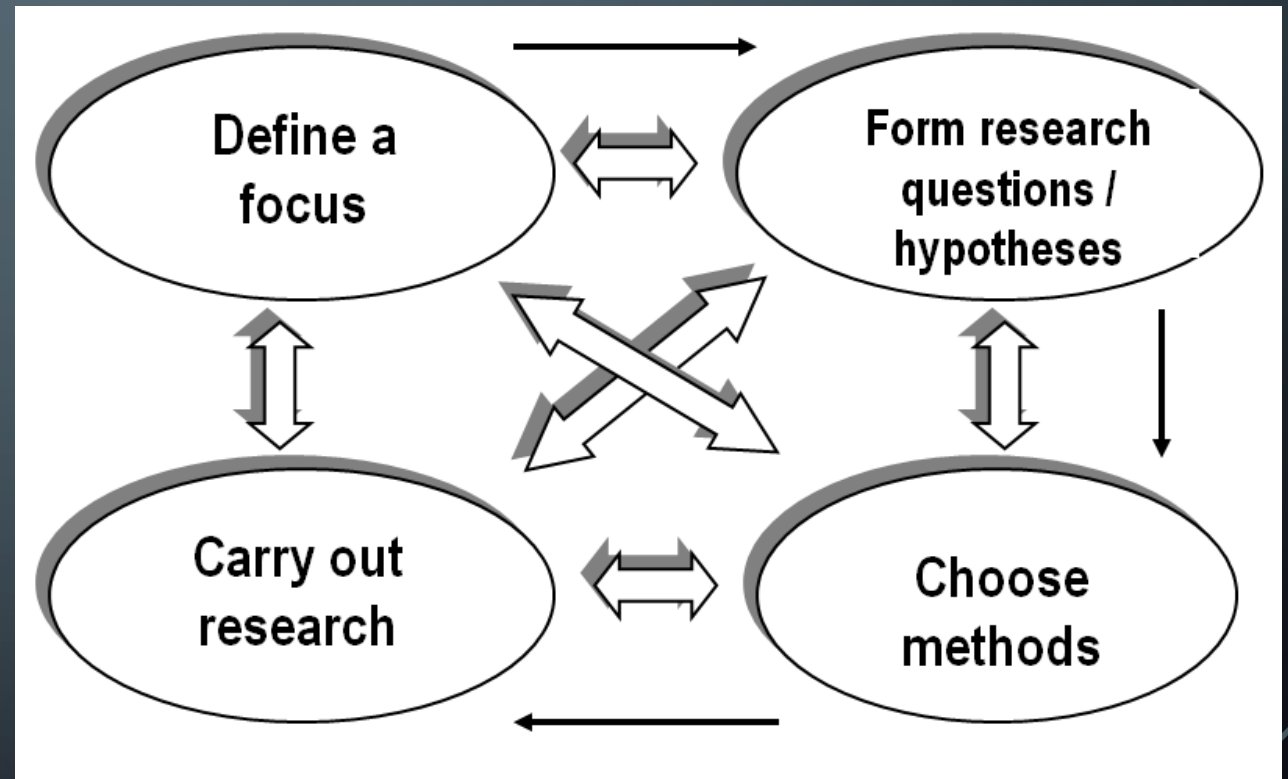 Define a
focus
Form research
questions /
hypotheses
Carry out
research
Choose
methods